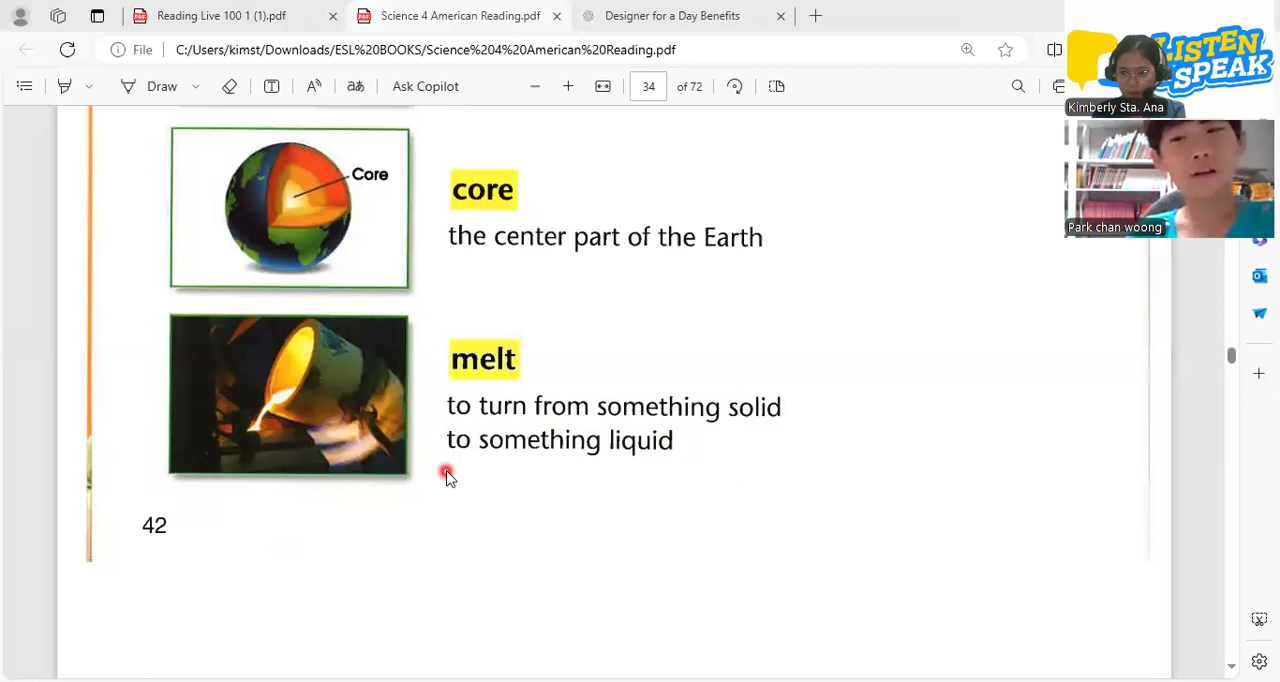 Reading Live 100 1 (1).pdf
Science 4 American Reading.pdf
Designer for a Day Benefits
File
C:/Users/kimst/Downloads/ESL%20BOOKS/Science%204%20American%20Reading.pdf
Draw
Ask Copilot
34 of 72
LISTEN
SPEAK
Kimberly Sta. Ana
Park chan woong
Core
core
the center part of the Earth
melt
to turn from something solid
to something liquid
42